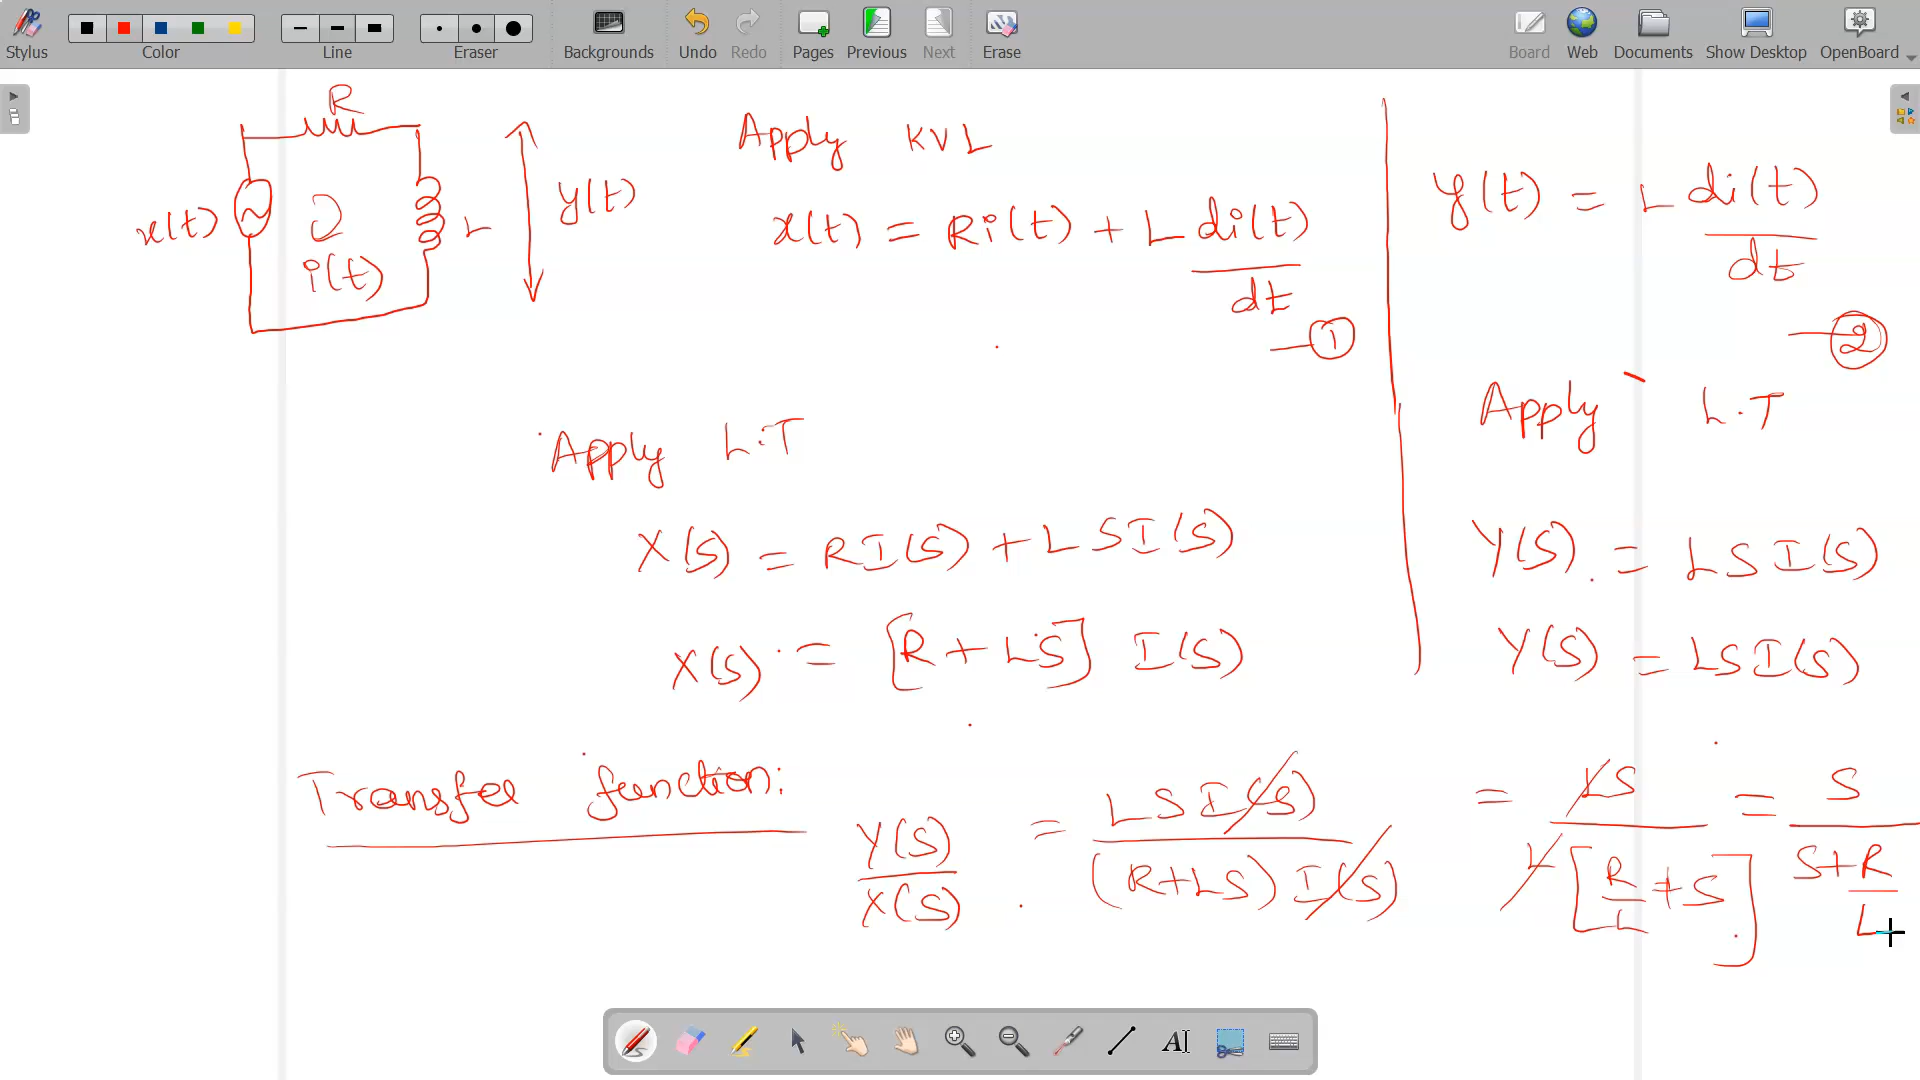 Stylus Color Line Eraser Backgrounds Undo Redo Pages Previous Next Erase Board Web Documents Show Desktop OpenBoard
R
x(t)
i(t)
L
y(t)
Apply KVL
x(t) = Ri(t) + L di(t)/dt
—①
Apply L.T
X(S) = RI(S) + LSI(S)
X(S) = [R + LS] I(S)
y(t) = L di(t)/dt
—②
Apply L.T
Y(S) = LSI(S)
Y(S) = LSI(S)
Transfer function:
Y(S)/X(S) = LSI(S)/(R+LS)I(S) = LS/L[R/L+S] = S/S+R/L
AI